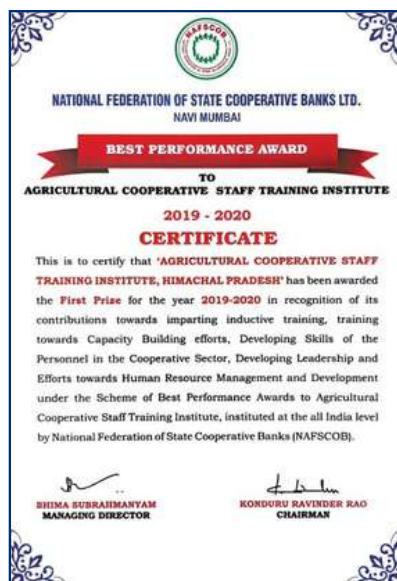 NAFSCOB
NATIONAL FEDERATION OF STATE COOPERATIVE BANKS LTD.
NAVI MUMBAI
BEST PERFORMANCE AWARD
TO
AGRICULTURAL COOPERATIVE STAFF TRAINING INSTITUTE
2019 - 2020
CERTIFICATE
This is to certify that 'AGRICULTURAL COOPERATIVE STAFF
TRAINING INSTITUTE, HIMACHAL PRADESH' has been awarded
the First Prize for the year 2019-2020 in recognition of its
contributions towards imparting inductive training, training
towards Capacity Building efforts, Developing Skills of the
Personnel in the Cooperative Sector, Developing Leadership and
Efforts towards Human Resource Management and Development
under the Scheme of Best Performance Awards to Agricultural
Cooperative Staff Training Institute, instituted at the all India level
by National Federation of State Cooperative Banks (NAFSCOB).
BHIMA SUBRAHMANYAM
MANAGING DIRECTOR
KONDURU RAVINDER RAO
CHAIRMAN